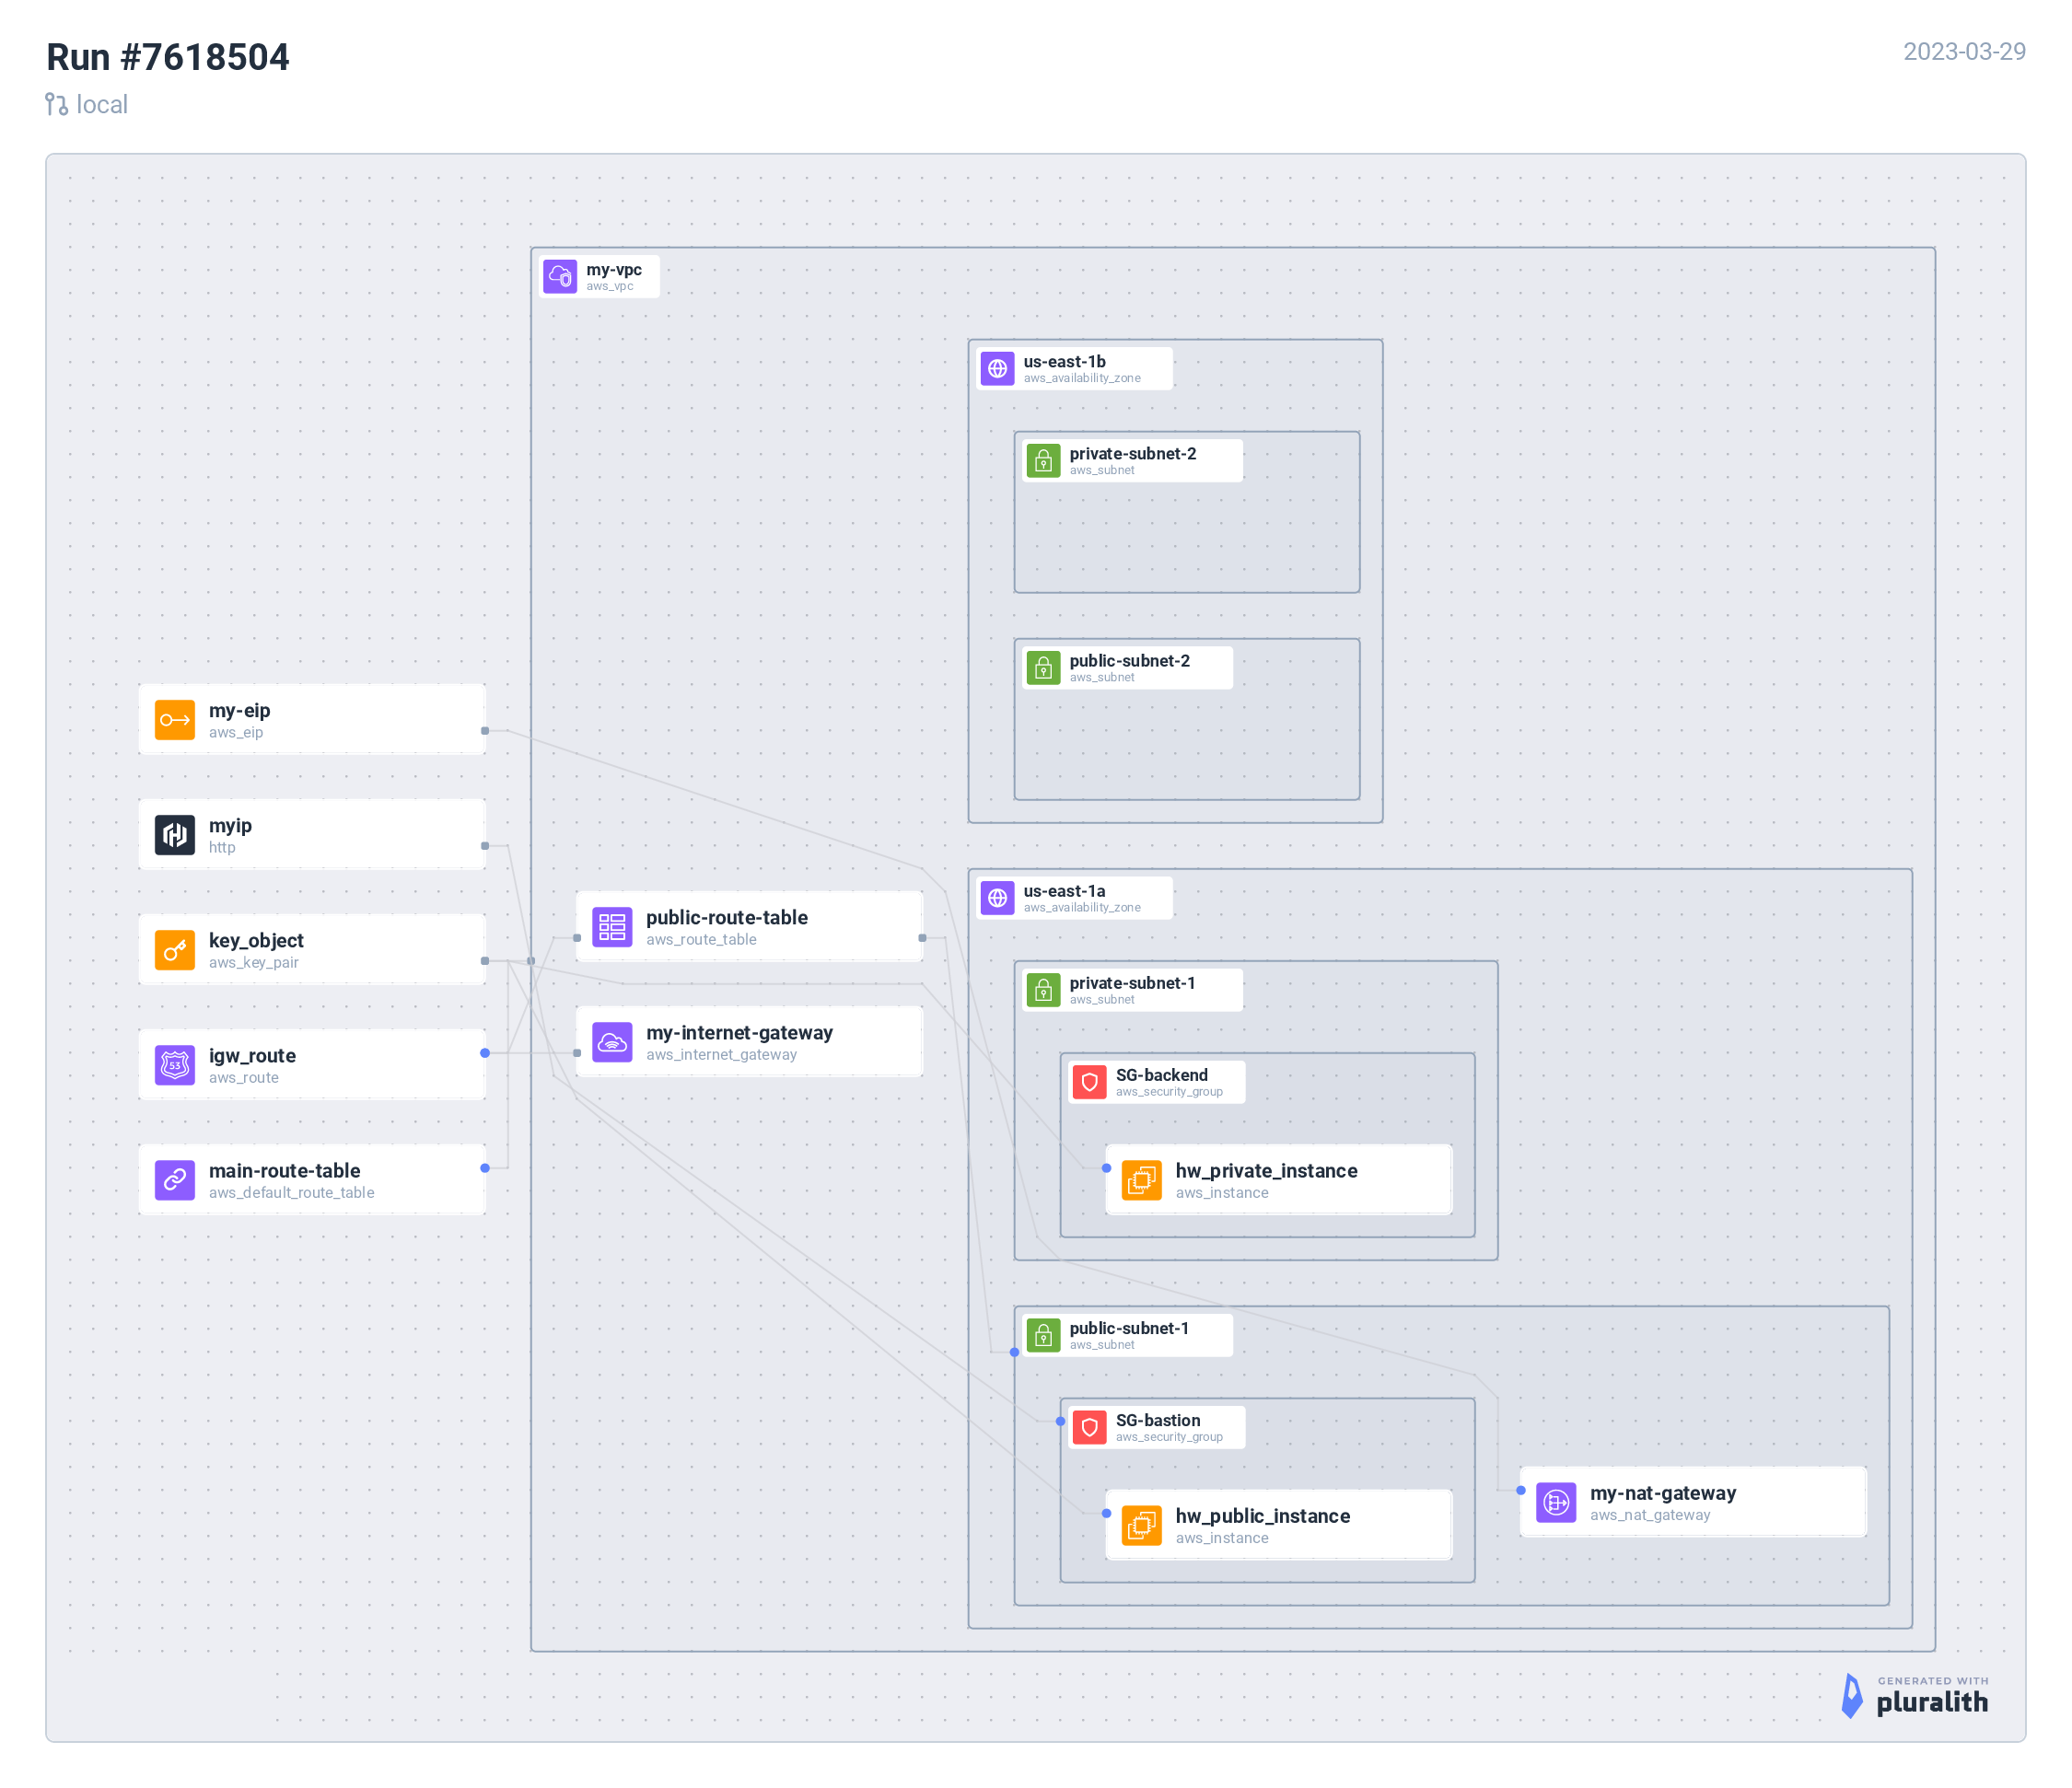 Run #7618504
2023-03-29
local
my-vpc
aws_vpc
us-east-1b
aws_availability_zone
private-subnet-2
aws_subnet
public-subnet-2
aws_subnet
my-eip
aws_eip
myip
http
key_object
aws_key_pair
igw_route
aws_route
53
main-route-table
aws_default_route_table
public-route-table
aws_route_table
my-internet-gateway
aws_internet_gateway
us-east-1a
aws_availability_zone
private-subnet-1
aws_subnet
SG-backend
aws_security_group
hw_private_instance
aws_instance
public-subnet-1
aws_subnet
SG-bastion
aws_security_group
hw_public_instance
aws_instance
my-nat-gateway
aws_nat_gateway
GENERATED WITH
pluralith